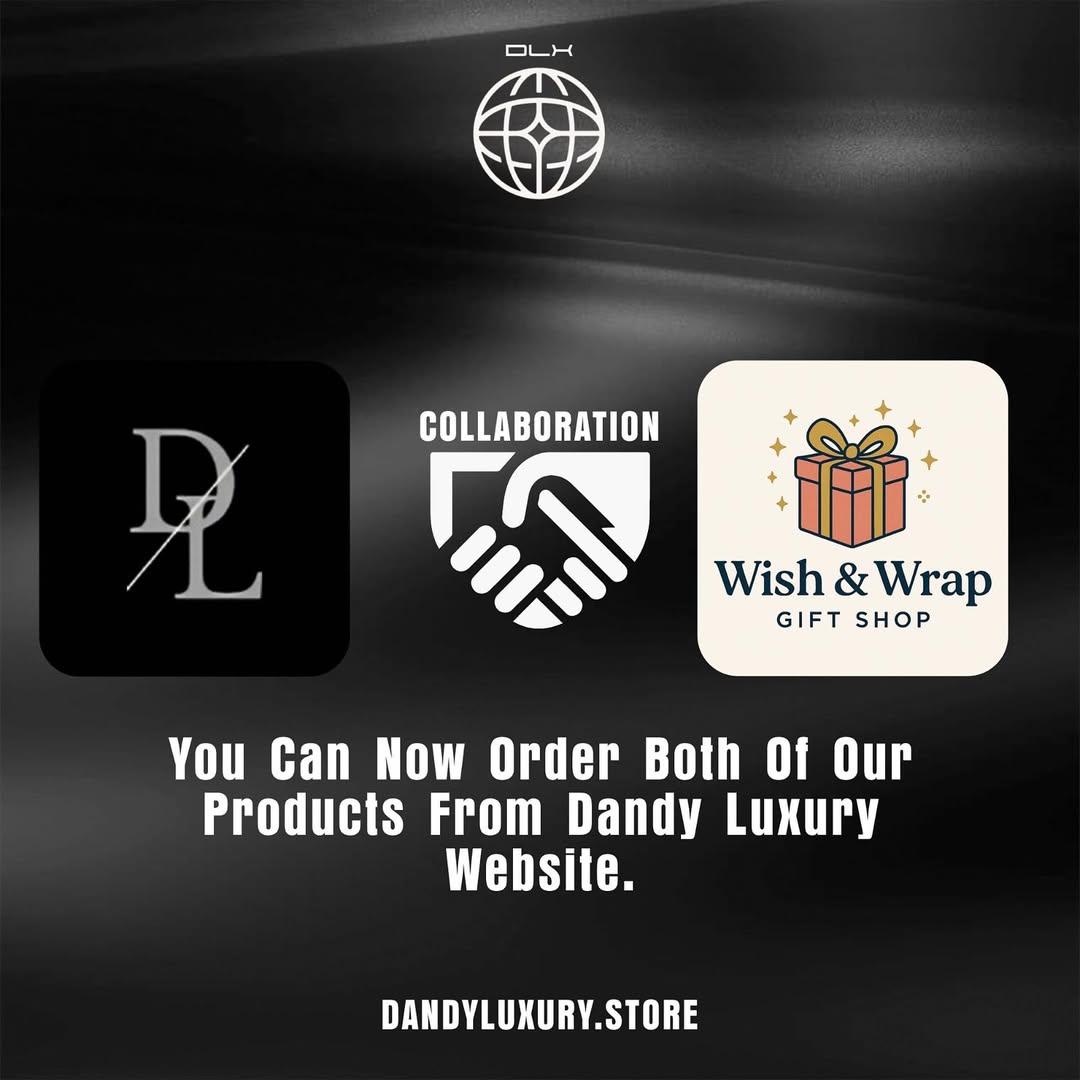 DLX
DL
COLLABORATION
Wish & Wrap
GIFT SHOP
You Can Now Order Both Of Our
Products From Dandy Luxury
Website.
DANDYLUXURY.STORE